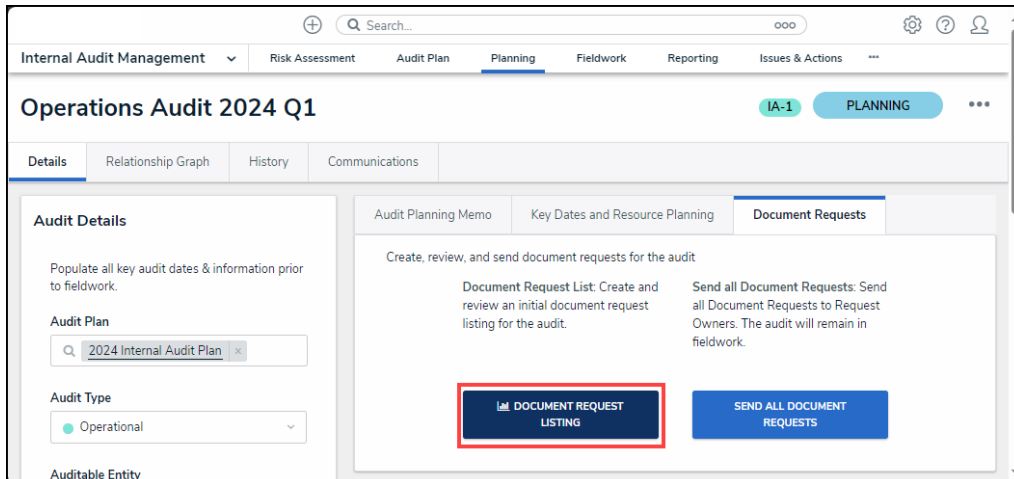 Search...
ooo
Internal Audit Management
Risk Assessment
Audit Plan
Planning
Fieldwork
Reporting
Issues & Actions
Operations Audit 2024 Q1
IA-1
PLANNING
Details
Relationship Graph
History
Communications
Audit Details
Populate all key audit dates & information prior
to fieldwork.
Audit Plan
2024 Internal Audit Plan ×
Audit Type
Operational
Auditable Entity
Audit Planning Memo
Key Dates and Resource Planning
Document Requests
Create, review, and send document requests for the audit
Document Request List: Create and
review an initial document request
listing for the audit.
Send all Document Requests: Send
all Document Requests to Request
Owners. The audit will remain in
fieldwork.
DOCUMENT REQUEST
LISTING
SEND ALL DOCUMENT
REQUESTS